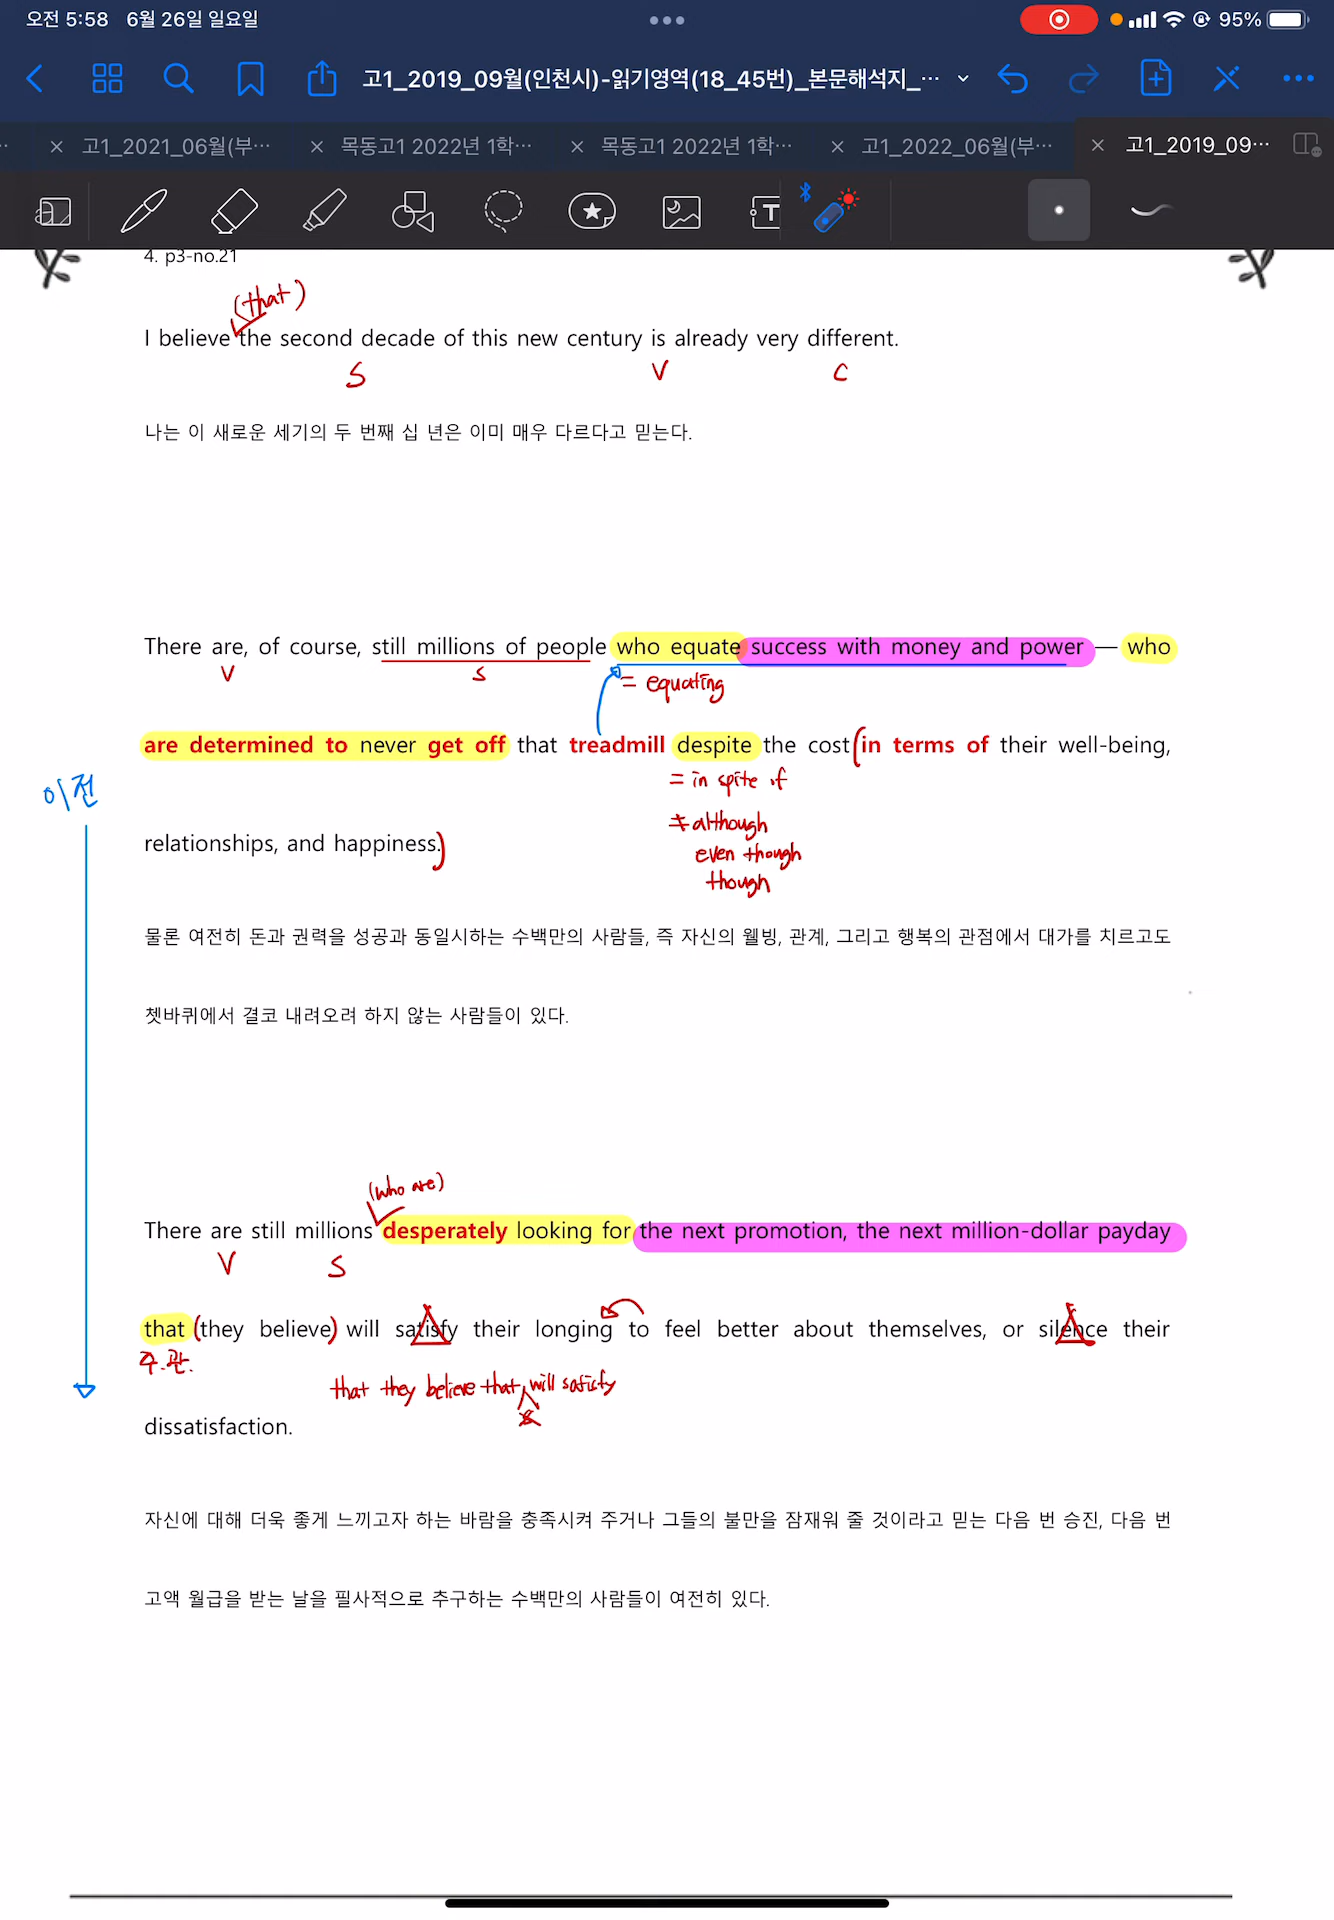 오전 5:58 6월 26일 일요일
95%
고1_2019_09월(인천시)-읽기영역(18_45번)_본문해석지_…
고1_2021_06월(부… 목동고1 2022년 1학… 목동고1 2022년 1학… 고1_2022_06월(부… 고1_2019_09…
4. p3-no.21
(that)
I believe the second decade of this new century is already very different.
S V C
나는 이 새로운 세기의 두 번째 십 년은 이미 매우 다르다고 믿는다.
There are, of course, still millions of people who equate success with money and power — who
V S = equating
are determined to never get off that treadmill despite the cost (in terms of their well-being,
= in spite of
이전
≠ although
relationships, and happiness.)
even though
though
물론 여전히 돈과 권력을 성공과 동일시하는 수백만의 사람들, 즉 자신의 웰빙, 관계, 그리고 행복의 관점에서 대가를 치르고도
쳇바퀴에서 결코 내려오려 하지 않는 사람들이 있다.
(who are)
There are still millions desperately looking for the next promotion, the next million-dollar payday
V S
that (they believe) will satisfy their longing to feel better about themselves, or silence their
주.관.
that they believe that will satisfy
dissatisfaction.
자신에 대해 더욱 좋게 느끼고자 하는 바람을 충족시켜 주거나 그들의 불만을 잠재워 줄 것이라고 믿는 다음 번 승진, 다음 번
고액 월급을 받는 날을 필사적으로 추구하는 수백만의 사람들이 여전히 있다.